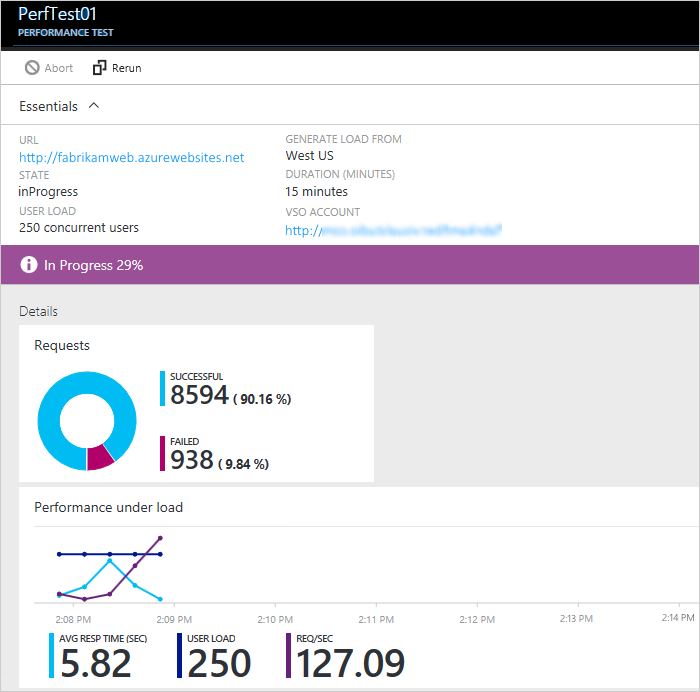 PerfTest01
PERFORMANCE TEST
Abort Rerun
Essentials
URL
http://fabrikamweb.azurewebsites.net
STATE
inProgress
USER LOAD
250 concurrent users
GENERATE LOAD FROM
West US
DURATION (MINUTES)
15 minutes
VSO ACCOUNT
http://
In Progress 29%
Details
Requests
SUCCESSFUL
8594 ( 90.16 %)
FAILED
938 ( 9.84 %)
Performance under load
2:08 PM 2:09 PM 2:10 PM 2:11 PM 2:12 PM 2:13 PM 2:14 PM
AVG RESP TIME (SEC) USER LOAD REQ/SEC
5.82 250 127.09